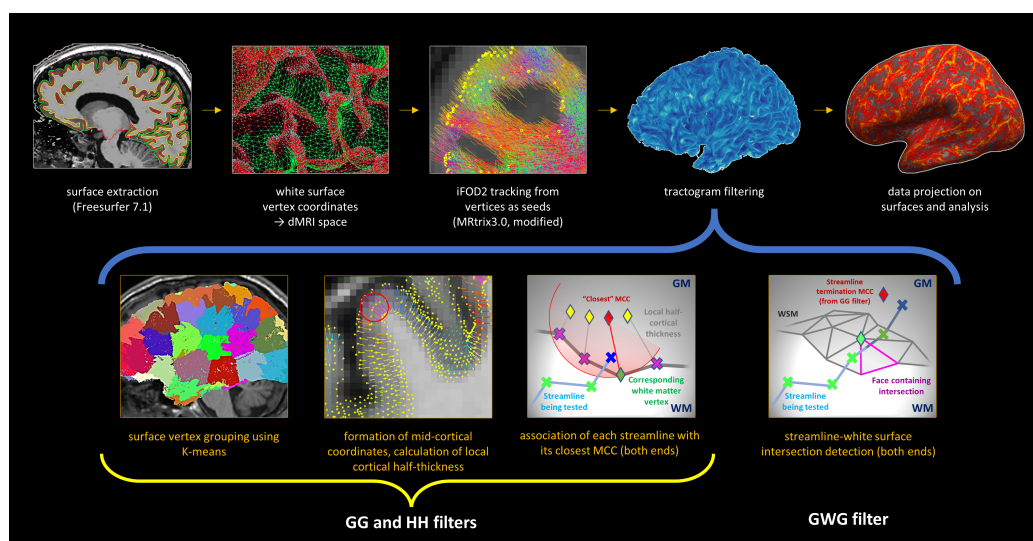 surface extraction
(Freesurfer 7.1)
white surface
vertex coordinates
→ dMRI space
iFOD2 tracking from
vertices as seeds
(MRtrix3.0, modified)
tractogram filtering
data projection on
surfaces and analysis
GM
"Closest" MCC
Local half-
cortical
thickness
Corresponding
white matter
vertex
Streamline
being tested
WM
GM
Streamline
termination MCC
(from GG filter)
WSM
Face containing
intersection
Streamline
being tested
WM
surface vertex grouping using
K-means
formation of mid-cortical
coordinates, calculation of local
cortical half-thickness
association of each streamline with
its closest MCC (both ends)
streamline-white surface
intersection detection (both ends)
GG and HH filters
GWG filter